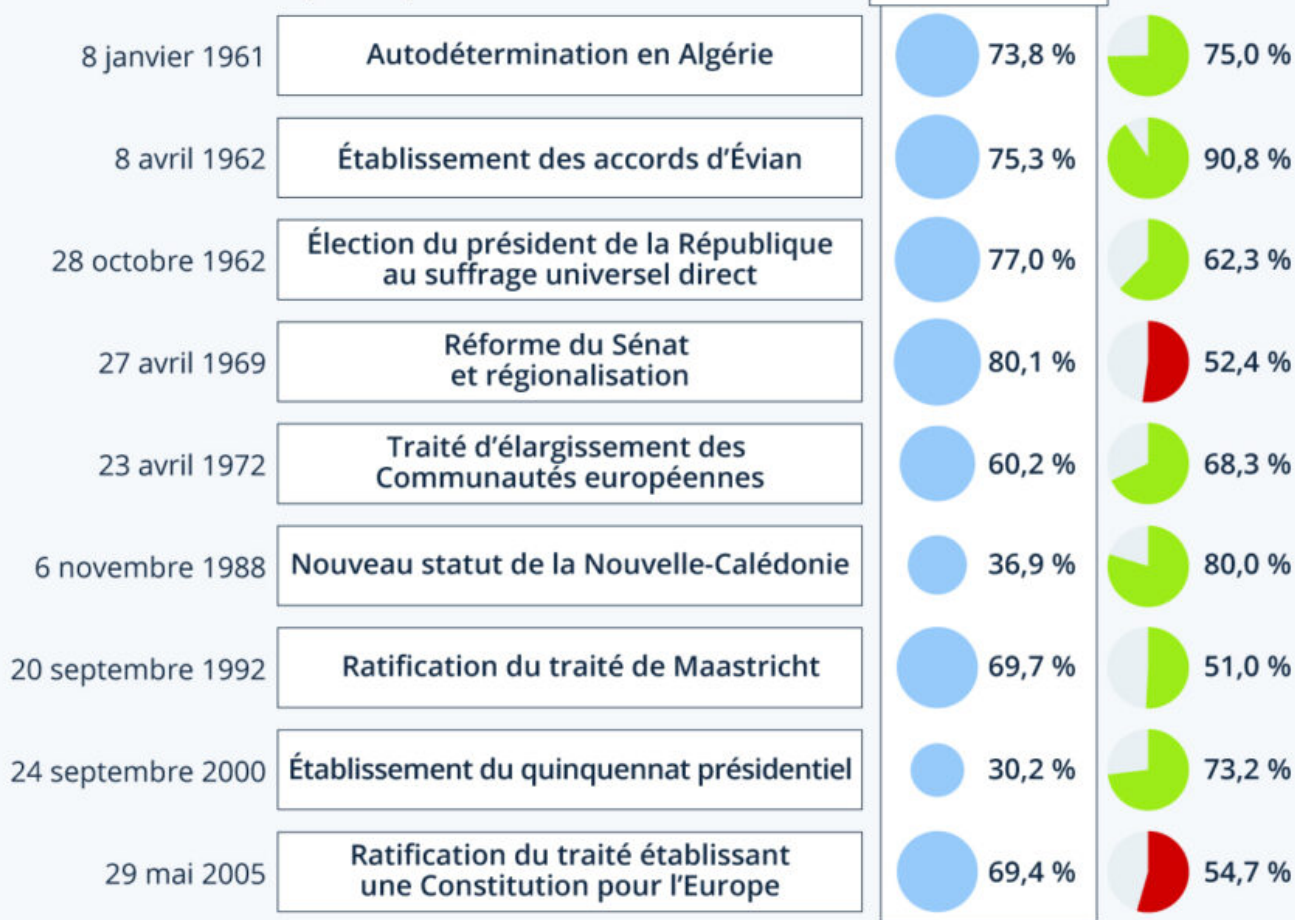 8 janvier 1961 Autodétermination en Algérie 73,8 % 75,0 %
8 avril 1962 Établissement des accords d'Évian 75,3 % 90,8 %
28 octobre 1962 Élection du président de la République
au suffrage universel direct 77,0 % 62,3 %
27 avril 1969 Réforme du Sénat
et régionalisation 80,1 % 52,4 %
23 avril 1972 Traité d'élargissement des
Communautés européennes 60,2 % 68,3 %
6 novembre 1988 Nouveau statut de la Nouvelle-Calédonie 36,9 % 80,0 %
20 septembre 1992 Ratification du traité de Maastricht 69,7 % 51,0 %
24 septembre 2000 Établissement du quinquennat présidentiel 30,2 % 73,2 %
29 mai 2005 Ratification du traité établissant
une Constitution pour l'Europe 69,4 % 54,7 %